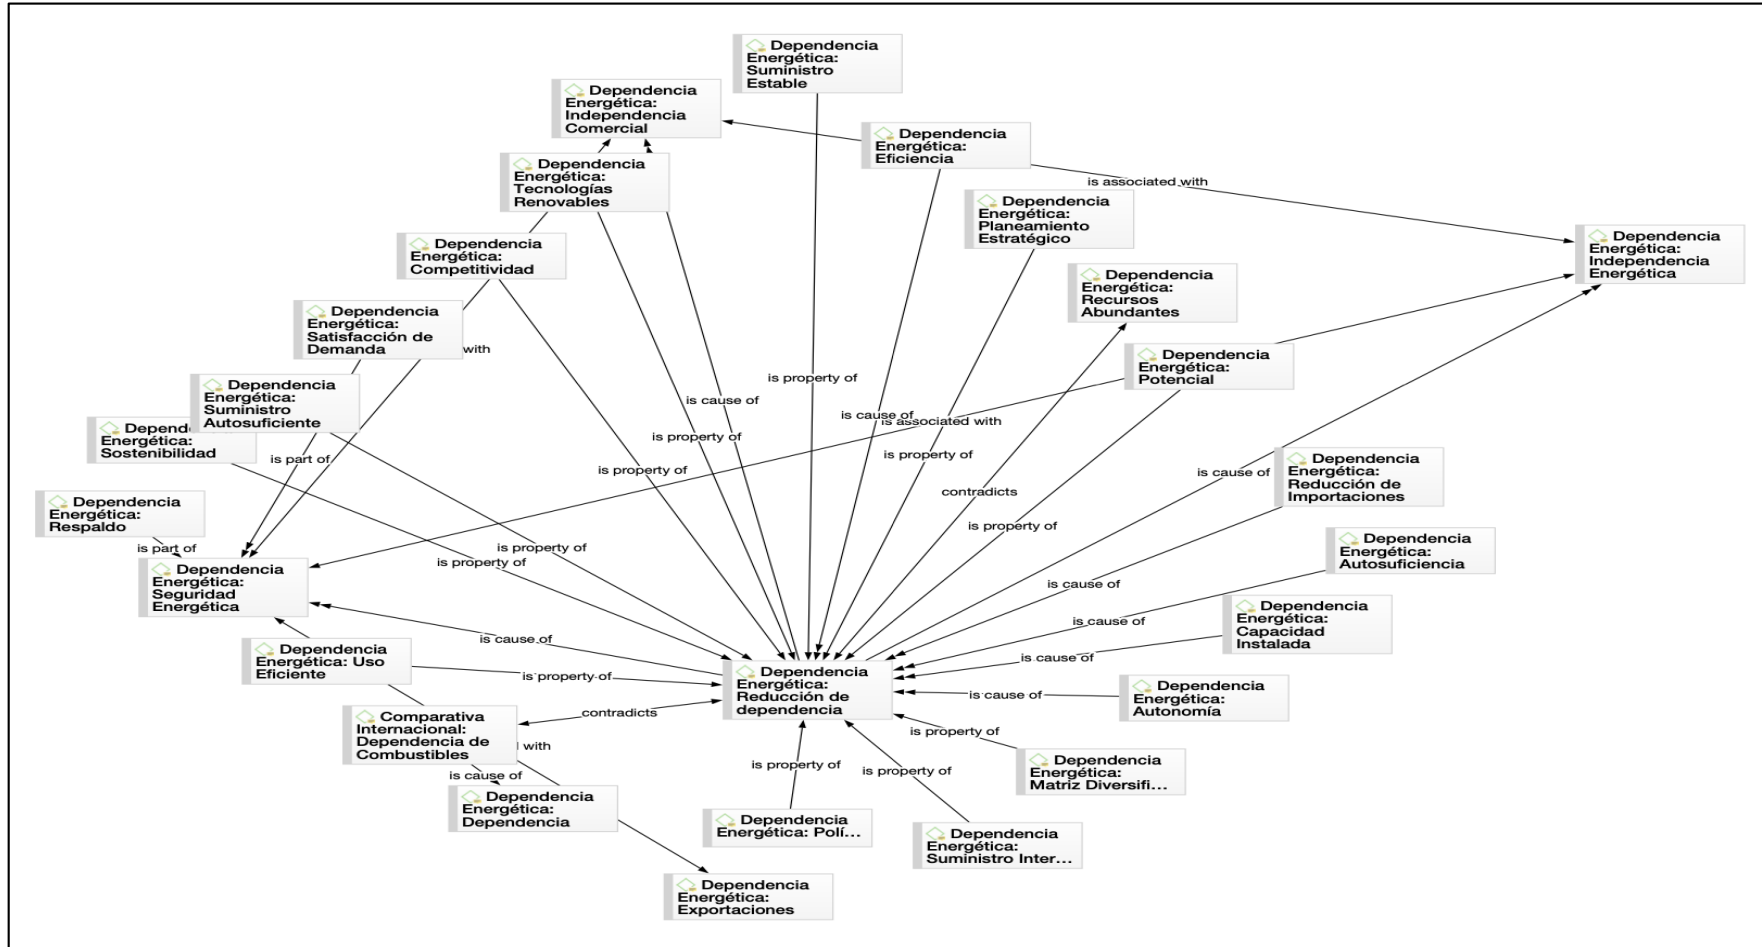 Dependencia
Energética:
Suministro
Estable
Dependencia
Energética:
Independencia
Comercial
Dependencia
Energética:
Eficiencia
Dependencia
Energética:
Tecnologías
Renovables
is associated with
Dependencia
Energética:
Planeamiento
Estratégico
Dependencia
Energética:
Independencia
Energética
Dependencia
Energética:
Competitividad
Dependencia
Energética:
Recursos
Abundantes
Dependencia
Energética:
Satisfacción de
Demanda
with
Dependencia
Energética:
Potencial
is property of
Dependencia
Energética:
Suministro
Autosuficiente
is cause of
is cause of
is associated with
Energética:
Sostenibilidad
is property of
is property of
is part of
is property of
is cause of
Dependencia
Energética:
Reducción de
Importaciones
contradicts
Dependencia
Energética:
Respaldo
is property of
is part of
is property of
is property of
Dependencia
Energética:
Autosuficiencia
Dependencia
Energética:
Seguridad
Energética
is cause of
is cause of
Dependencia
Energética:
Capacidad
Instalada
is cause of
is cause of
Dependencia
Energética: Uso
Eficiente
is property of
Dependencia
Energética:
Reducción de
dependencia
is cause of
Dependencia
Energética:
Autonomía
contradicts
Comparativa
Internacional:
Dependencia de
Combustibles
with
is property of
is cause of
is property of
is property of
Dependencia
Energética:
Matriz Diversifi...
Dependencia
Energética:
Dependencia
Dependencia
Energética: Polí...
Dependencia
Energética:
Suministro Inter...
Dependencia
Energética:
Exportaciones